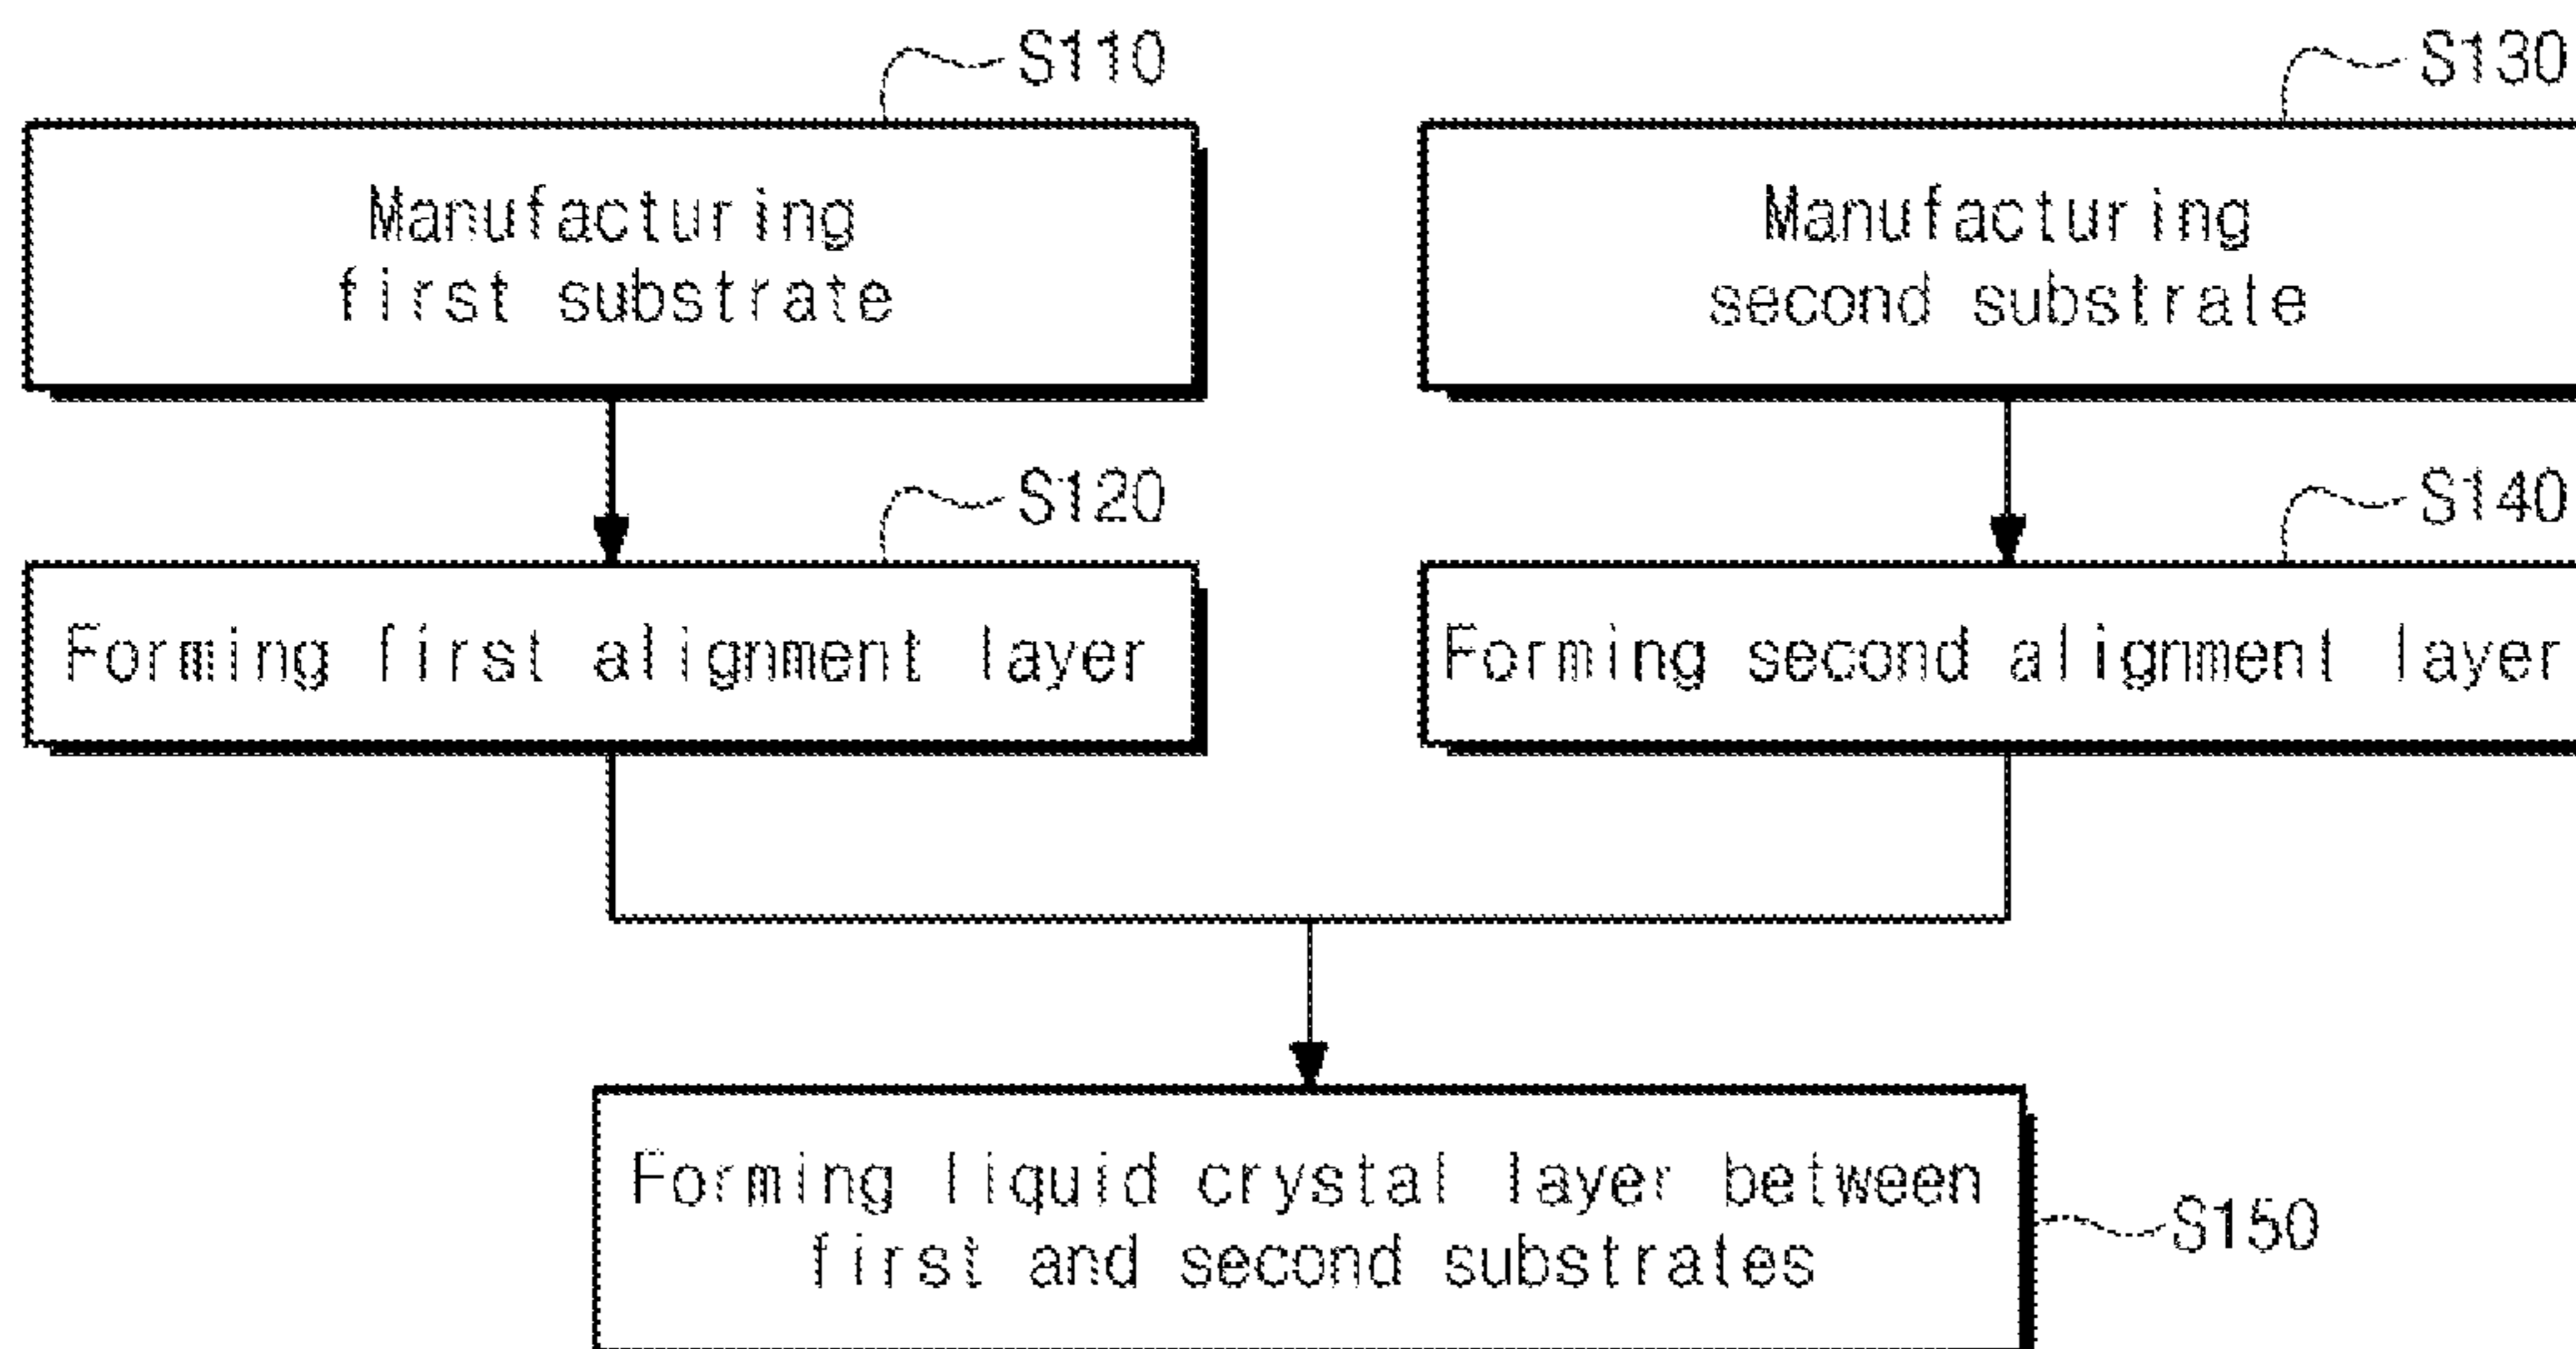 S110
Manufacturing
first substrate
S130
Manufacturing
second substrate
S120
Forming first alignment layer
S140
Forming second alignment layer
Forming liquid crystal layer between
first and second substrates
S150